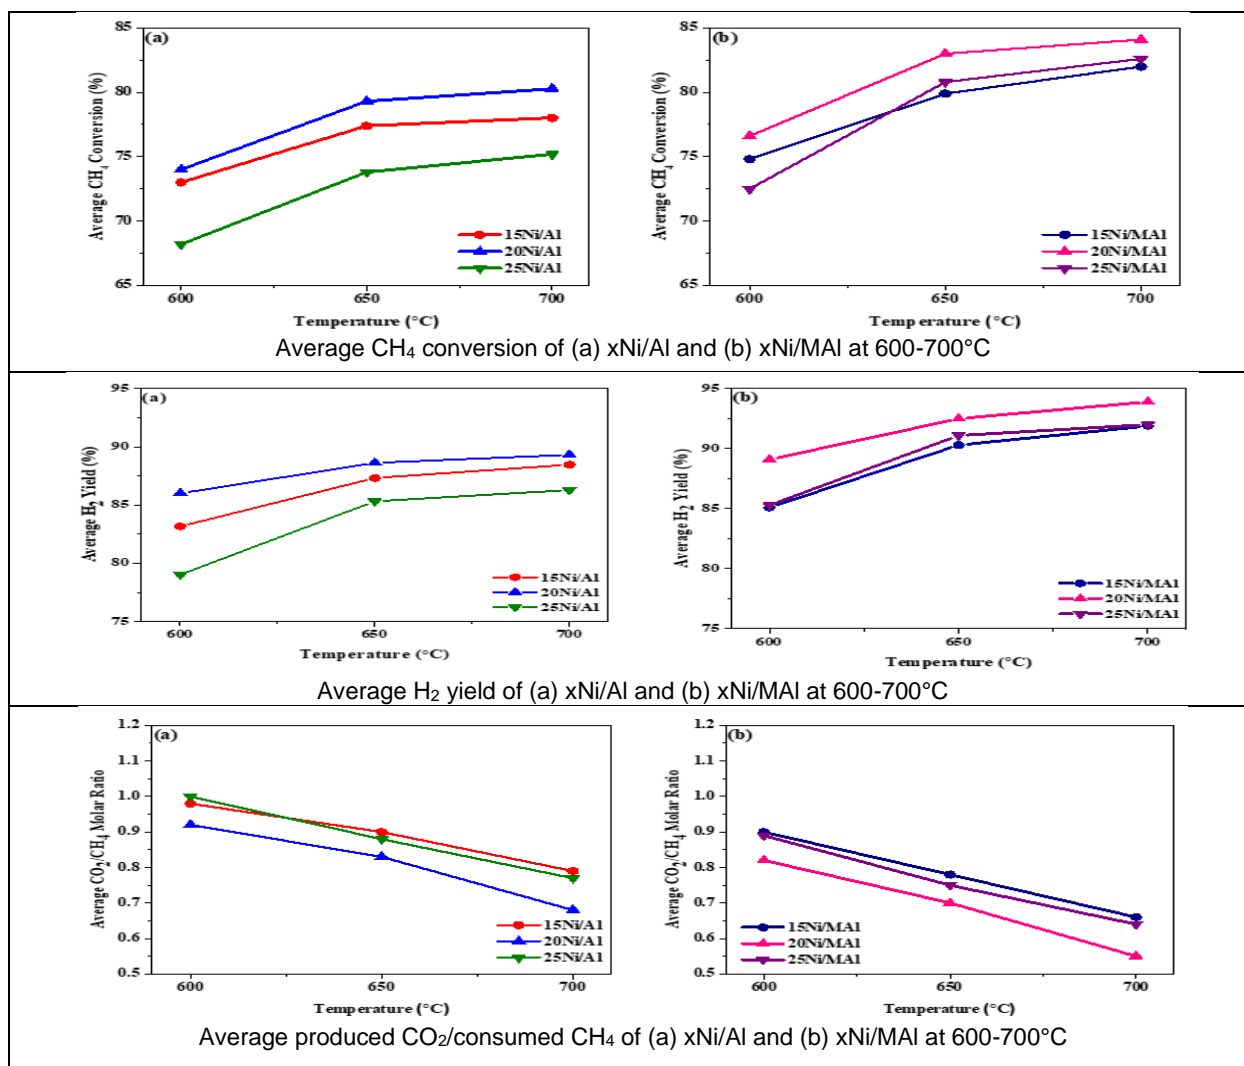 (a)
Average CH4 Conversion (%)
85
80
75
70
65
15Ni/Al
20Ni/Al
25Ni/Al
600 650 700
Temperature (°C)
(b)
Average CH4 Conversion (%)
85
80
75
70
65
15Ni/MAl
20Ni/MAl
25Ni/MAl
600 650 700
Temperature (°C)
Average CH4 conversion of (a) xNi/Al and (b) xNi/MAl at 600-700°C
(a)
Average H2 Yield (%)
95
90
85
80
75
15Ni/Al
20Ni/Al
25Ni/Al
600 650 700
Temperature (°C)
(b)
Average H2 Yield (%)
95
90
85
80
75
15Ni/MAl
20Ni/MAl
25Ni/MAl
600 650 700
Temperature (°C)
Average H2 yield of (a) xNi/Al and (b) xNi/MAl at 600-700°C
(a)
Average CO2/CH4 Molar Ratio
1.2
1.1
1.0
0.9
0.8
0.7
0.6
0.5
15Ni/Al
20Ni/Al
25Ni/Al
600 650 700
Temperature (°C)
(b)
Average CO2/CH4 Molar Ratio
1.2
1.1
1.0
0.9
0.8
0.7
0.6
0.5
15Ni/MAl
20Ni/MAl
25Ni/MAl
600 650 700
Temperature (°C)
Average produced CO2/consumed CH4 of (a) xNi/Al and (b) xNi/MAl at 600-700°C